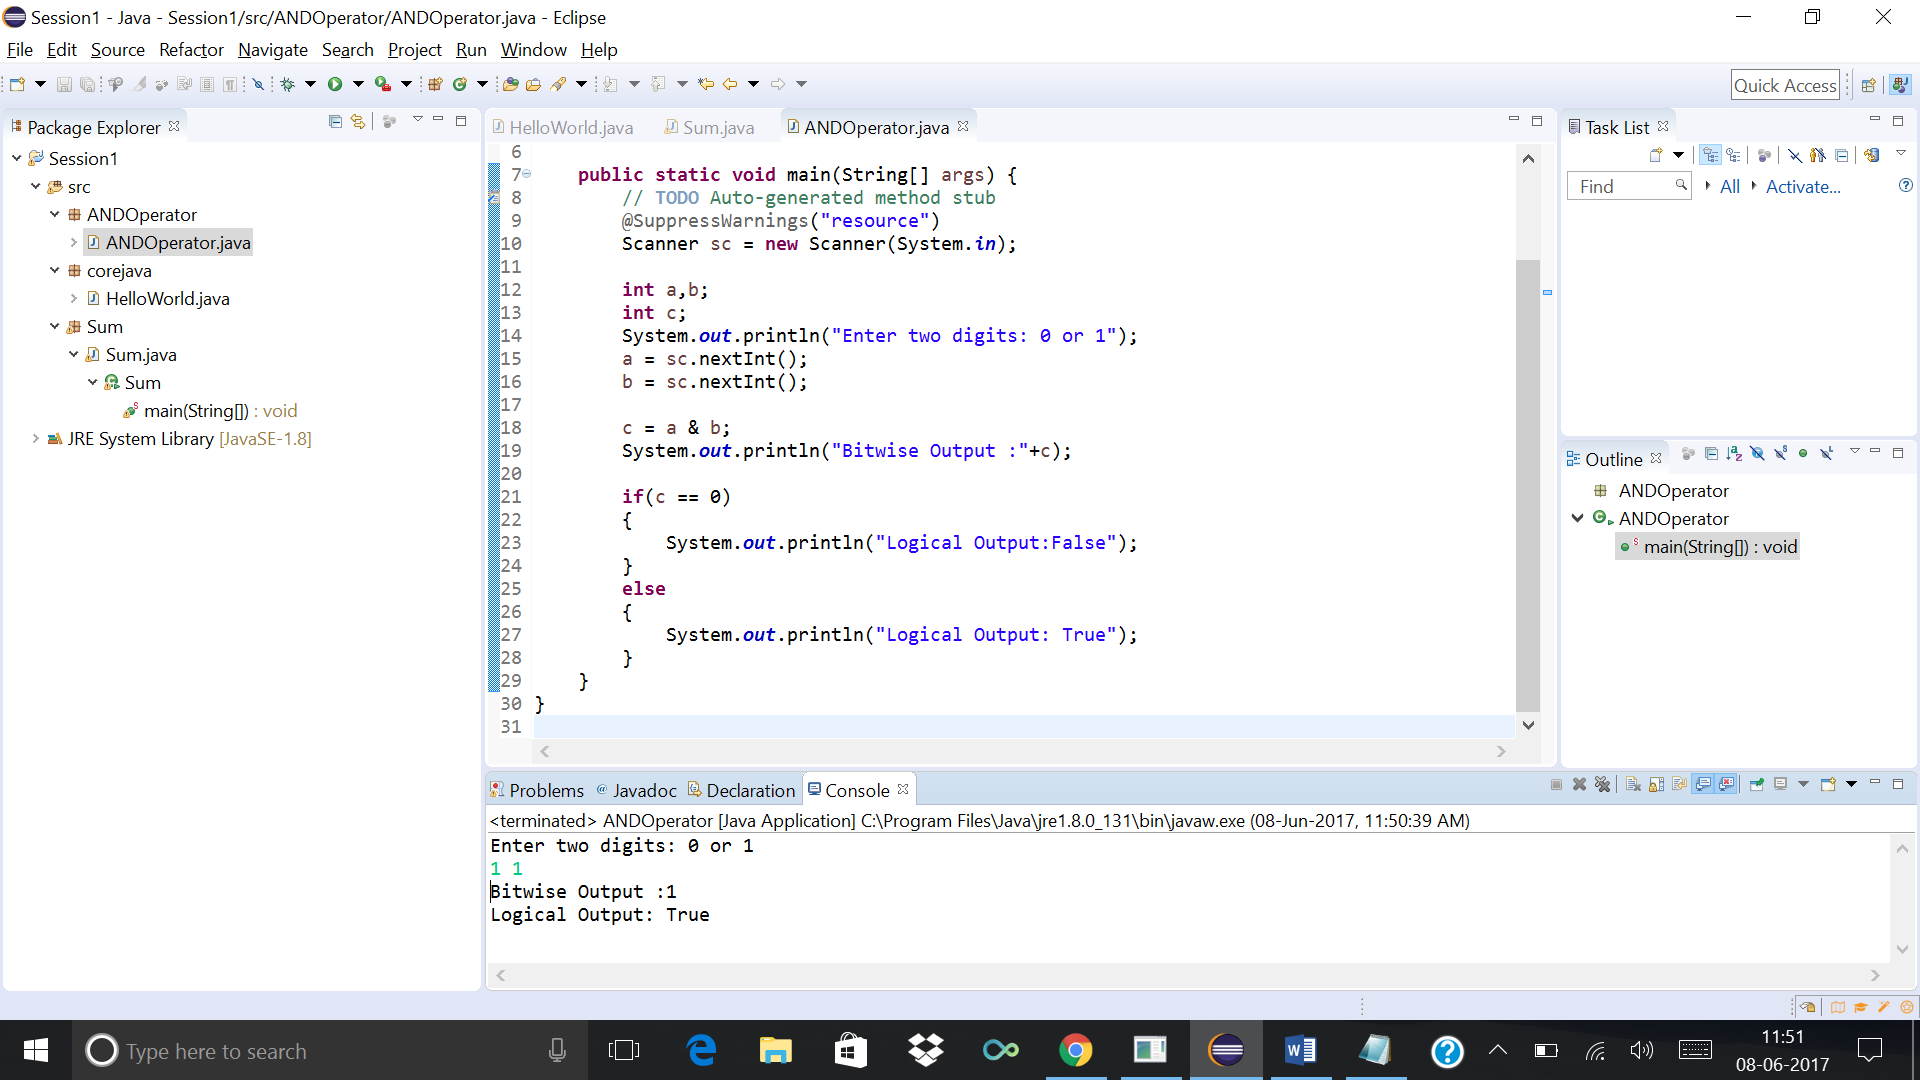 Session1 - Java - Session1/src/ANDOperator/ANDOperator.java - Eclipse
File Edit Source Refactor Navigate Search Project Run Window Help
Quick Access
Package Explorer
Session1
src
ANDOperator
ANDOperator.java
corejava
HelloWorld.java
Sum
Sum.java
Sum
main(String[]) : void
JRE System Library [JavaSE-1.8]
HelloWorld.java Sum.java ANDOperator.java
6
7 public static void main(String[] args) {
8 // TODO Auto-generated method stub
9 @SuppressWarnings("resource")
10 Scanner sc = new Scanner(System.in);
11
12 int a,b;
13 int c;
14 System.out.println("Enter two digits: 0 or 1");
15 a = sc.nextInt();
16 b = sc.nextInt();
17
18 c = a & b;
19 System.out.println("Bitwise Output :"+c);
20
21 if(c == 0)
22 {
23 System.out.println("Logical Output:False");
24 }
25 else
26 {
27 System.out.println("Logical Output: True");
28 }
29 }
30 }
31
Task List
Find All Activate...
Outline
ANDOperator
ANDOperator
main(String[]) : void
Problems @ Javadoc Declaration Console
<terminated> ANDOperator [Java Application] C:\Program Files\Java\jre1.8.0_131\bin\javaw.exe (08-Jun-2017, 11:50:39 AM)
Enter two digits: 0 or 1
1 1
Bitwise Output :1
Logical Output: True
Type here to search
11:51
08-06-2017